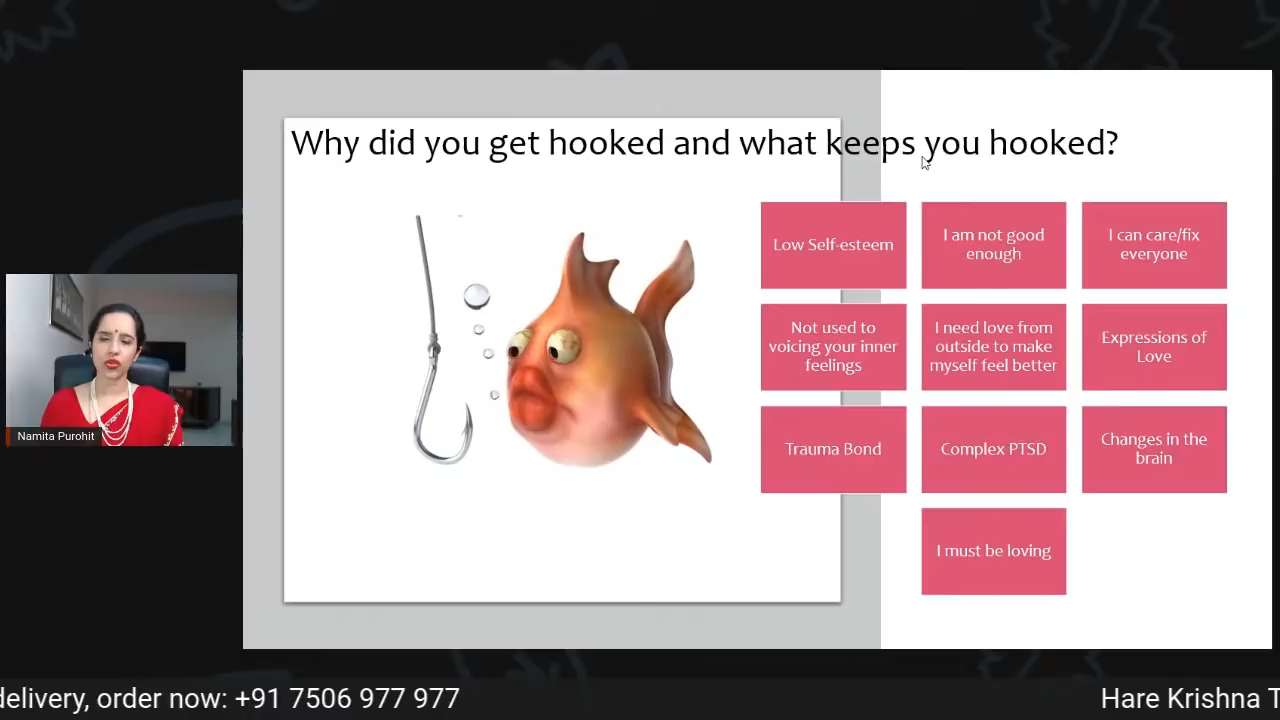 Why did you get hooked and what keeps you hooked?
Low Self-esteem
I am not good
enough
I can care/fix
everyone
Not used to
voicing your inner
feelings
I need love from
outside to make
myself feel better
Expressions of
Love
Trauma Bond
Complex PTSD
Changes in the
brain
I must be loving
Namita Purohit
delivery, order now: +91 7506 977 977
Hare Krishna T